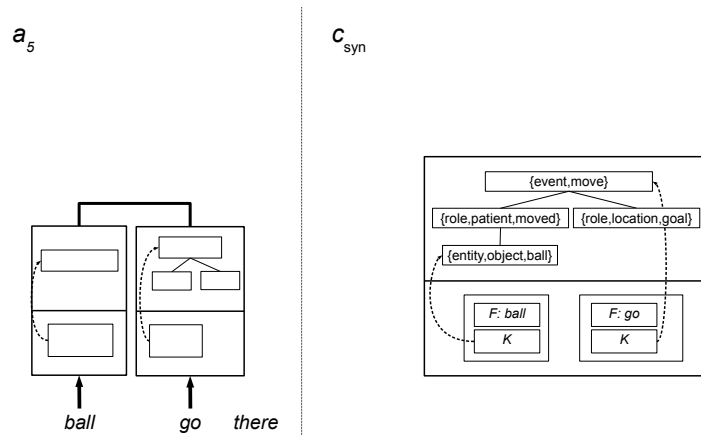 a5
csyn
{event,move}
{role,patient,moved} {role,location,goal}
{entity,object,ball}
F: ball F: go
K K
ball go there